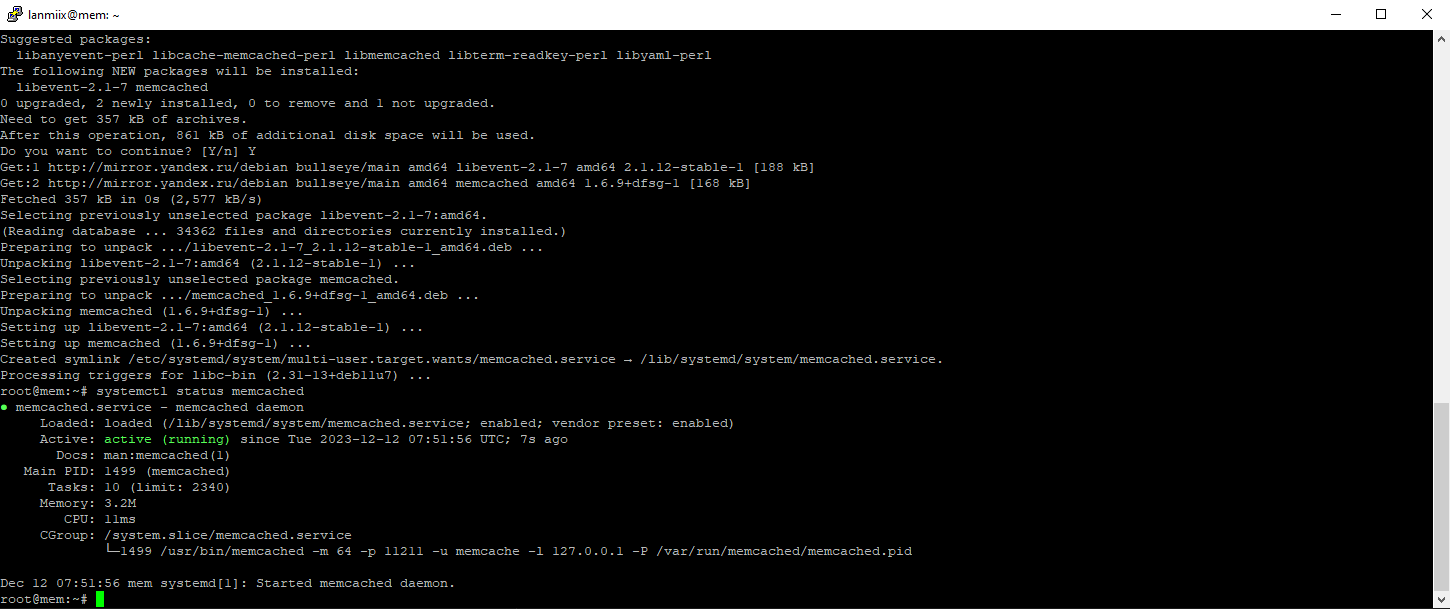 lanmiix@mem: ~
Suggested packages:
  libanyevent-perl libcache-memcached-perl libmemcached libterm-readkey-perl libyaml-perl
The following NEW packages will be installed:
  libevent-2.1-7 memcached
0 upgraded, 2 newly installed, 0 to remove and 1 not upgraded.
Need to get 357 kB of archives.
After this operation, 861 kB of additional disk space will be used.
Do you want to continue? [Y/n] Y
Get:1 http://mirror.yandex.ru/debian bullseye/main amd64 libevent-2.1-7 amd64 2.1.12-stable-1 [188 kB]
Get:2 http://mirror.yandex.ru/debian bullseye/main amd64 memcached amd64 1.6.9+dfsg-1 [168 kB]
Fetched 357 kB in 0s (2,577 kB/s)
Selecting previously unselected package libevent-2.1-7:amd64.
(Reading database ... 34362 files and directories currently installed.)
Preparing to unpack .../libevent-2.1-7_2.1.12-stable-1_amd64.deb ...
Unpacking libevent-2.1-7:amd64 (2.1.12-stable-1) ...
Selecting previously unselected package memcached.
Preparing to unpack .../memcached_1.6.9+dfsg-1_amd64.deb ...
Unpacking memcached (1.6.9+dfsg-1) ...
Setting up libevent-2.1-7:amd64 (2.1.12-stable-1) ...
Setting up memcached (1.6.9+dfsg-1) ...
Created symlink /etc/systemd/system/multi-user.target.wants/memcached.service → /lib/systemd/system/memcached.service.
Processing triggers for libc-bin (2.31-13+deb11u7) ...
root@mem:~# systemctl status memcached
● memcached.service - memcached daemon
     Loaded: loaded (/lib/systemd/system/memcached.service; enabled; vendor preset: enabled)
     Active: active (running) since Tue 2023-12-12 07:51:56 UTC; 7s ago
       Docs: man:memcached(1)
   Main PID: 1499 (memcached)
      Tasks: 10 (limit: 2340)
     Memory: 3.2M
        CPU: 11ms
     CGroup: /system.slice/memcached.service
             └─1499 /usr/bin/memcached -m 64 -p 11211 -u memcache -l 127.0.0.1 -P /var/run/memcached/memcached.pid

Dec 12 07:51:56 mem systemd[1]: Started memcached daemon.
root@mem:~#